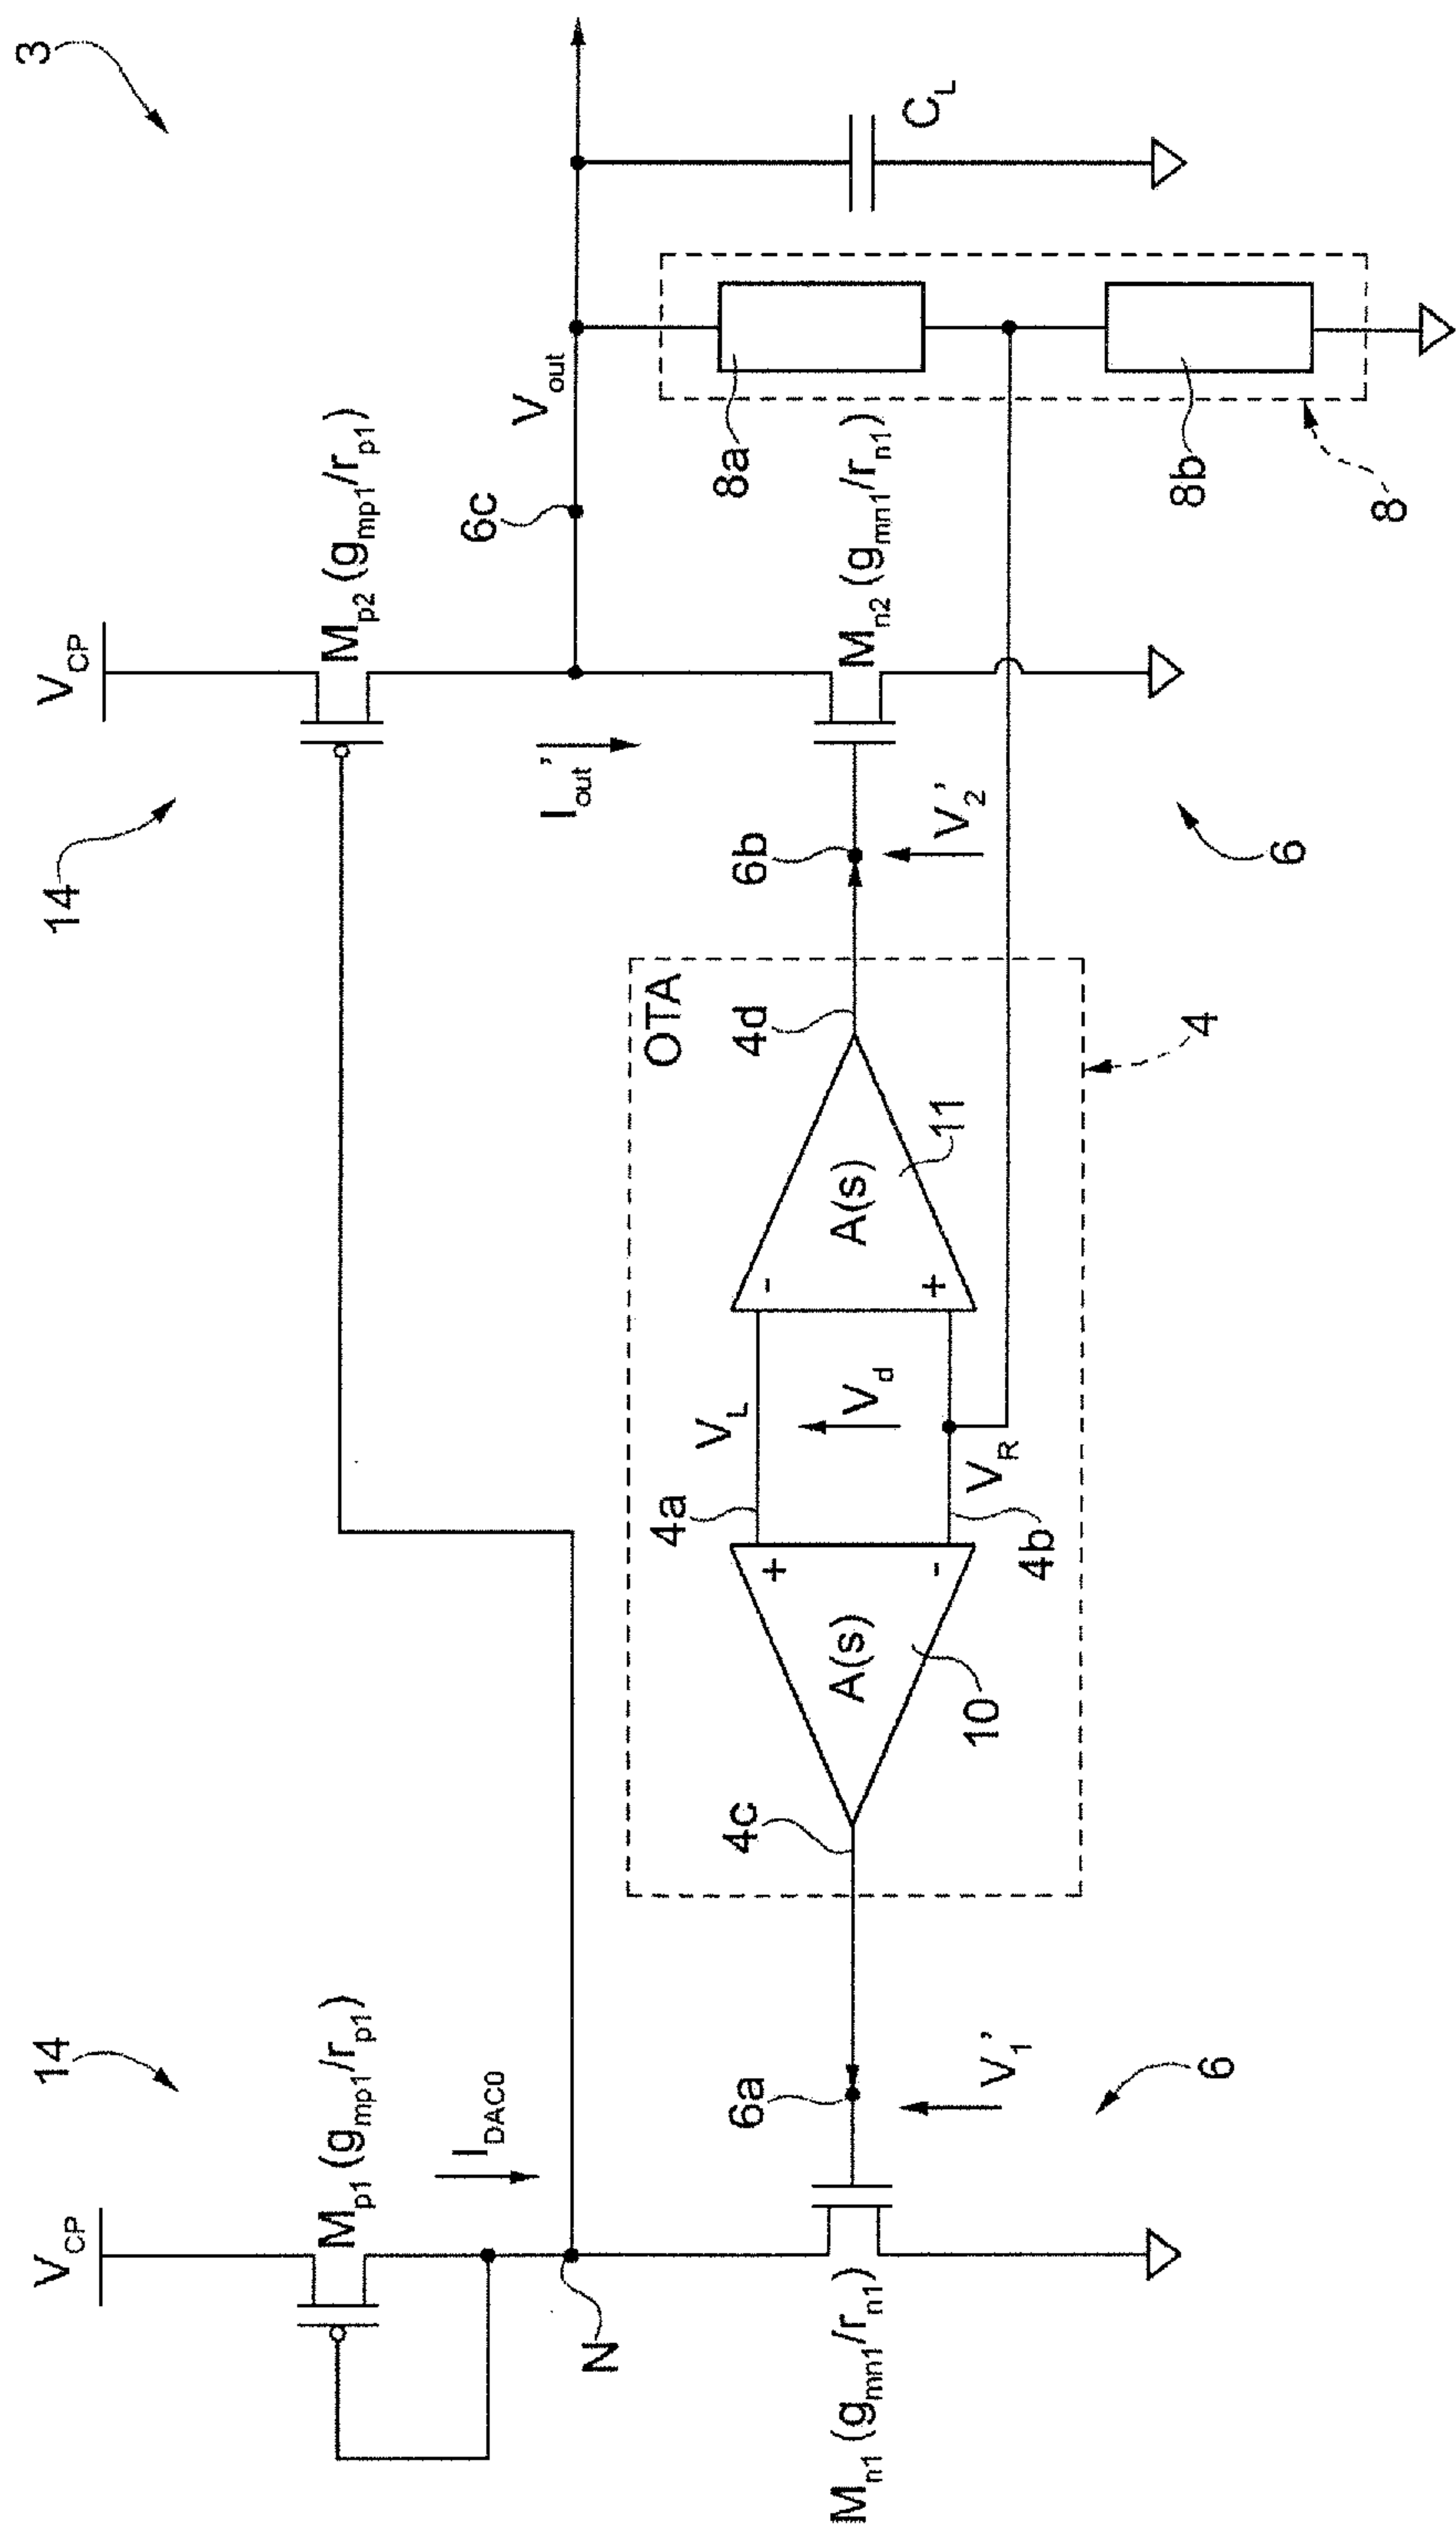 3
14
14
V_CP
V_CP
M_p1 (g_mp1/r_p1)
M_p2 (g_mp1/r_p1)
I_DAC0
I_out'
6c
V_out
N
C_L
OTA
8a
8b
8
4a
V_L
4b
V_R
V_d
4c
4d
+
-
A(s)
10
-
+
A(s)
11
6a
6b
V_1'
V_2'
M_n1 (g_mn1/r_n1)
M_n2 (g_mn1/r_n1)
4
6
6